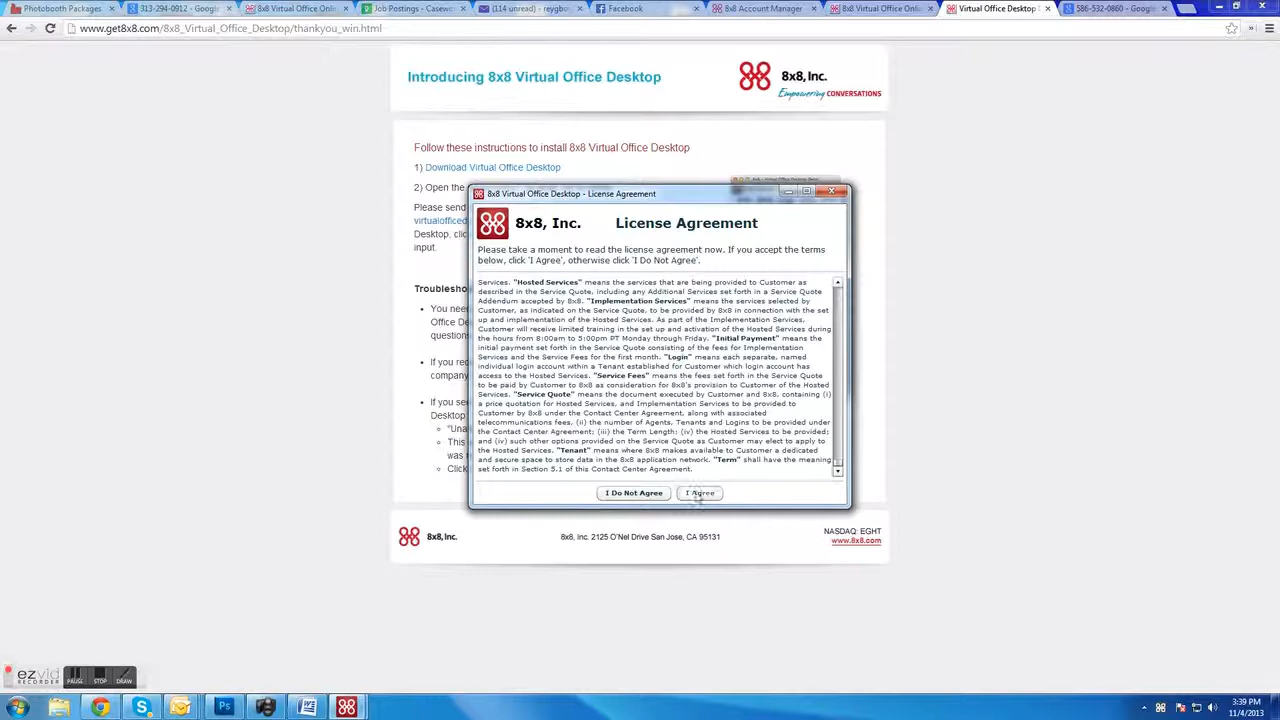 Photobooth Packages
313-294-0912 - Google
8x8 Virtual Office Onli
Job Postings - Casewo
(114 unread) - reygbo
Facebook
8x8 Account Manager
8x8 Virtual Office Onli
Virtual Office Desktop
586-532-0860 - Google
www.get8x8.com/8x8_Virtual_Office_Desktop/thankyou_win.html
Introducing 8x8 Virtual Office Desktop
8x8, Inc.
Empowering CONVERSATIONS
Follow these instructions to install 8x8 Virtual Office Desktop
1) Download Virtual Office Desktop
2) Open the
Please send
virtualofficed
Desktop, clic
input.
Troublesho
You nee
Office De
question
If you re
company
If you se
Desktop
"Una
This
was r
Click
8x8 Virtual Office Desktop - License Agreement
8x8, Inc. License Agreement
Please take a moment to read the license agreement now. If you accept the terms
below, click 'I Agree', otherwise click 'I Do Not Agree'.
Services. "Hosted Services" means the services that are being provided to Customer as
described in the Service Quote, including any Additional Services set forth in a Service Quote
Addendum accepted by 8x8. "Implementation Services" means the services selected by
Customer, as indicated on the Service Quote, to be provided by 8x8 in connection with the set
up and implementation of the Hosted Services. As part of the Implementation Services,
Customer will receive limited training in the set up and activation of the Hosted Services during
the hours from 8:00am to 5:00pm PT Monday through Friday. "Initial Payment" means the
initial payment set forth in the Service Quote consisting of the fees for Implementation
Services and the Service Fees for the first month. "Login" means each separate, named
individual login account within a Tenant established for Customer which login account has
access to the Hosted Services. "Service Fees" means the fees set forth in the Service Quote
to be paid by Customer to 8x8 as consideration for 8x8's provision to Customer of the Hosted
Services. "Service Quote" means the document executed by Customer and 8x8, containing (i)
a price quotation for Hosted Services, and Implementation Services to be provided to
Customer by 8x8 under the Contact Center Agreement, along with associated
telecommunications fees, (ii) the number of Agents, Tenants and Logins to be provided under
the Contact Center Agreement; (iii) the Term Length; (iv) the Hosted Services to be provided;
and (iv) such other options provided on the Service Quote as Customer may elect to apply to
the Hosted Services. "Tenant" means where 8x8 makes available to Customer a dedicated
and secure space to store data in the 8x8 application network. "Term" shall have the meaning
set forth in Section 5.1 of this Contact Center Agreement.
I Do Not Agree
I Agree
8x8, Inc.
8x8, Inc. 2125 O'Nel Drive San Jose, CA 95131
NASDAQ: EGHT
www.8x8.com
ezvid
RECORDER
PAUSE
STOP
DRAW
3:39 PM
11/4/2013